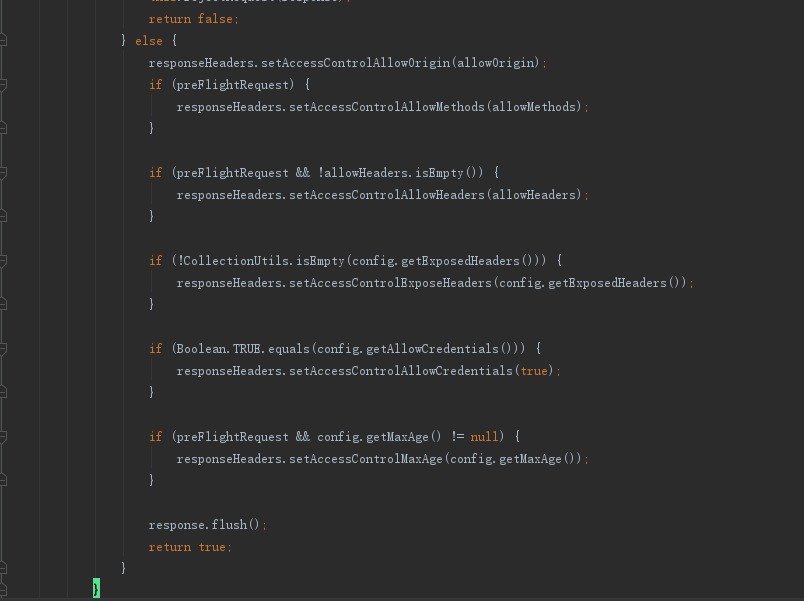 return false;
} else {
responseHeaders.setAccessControlAllowOrigin(allowOrigin);
if (preFlightRequest) {
responseHeaders.setAccessControlAllowMethods(allowMethods);
}
if (preFlightRequest && !allowHeaders.isEmpty()) {
responseHeaders.setAccessControlAllowHeaders(allowHeaders);
}
if (!CollectionUtils.isEmpty(config.getExposedHeaders())) {
responseHeaders.setAccessControlExposeHeaders(config.getExposedHeaders());
}
if (Boolean.TRUE.equals(config.getAllowCredentials())) {
responseHeaders.setAccessControlAllowCredentials(true);
}
if (preFlightRequest && config.getMaxAge() != null) {
responseHeaders.setAccessControlMaxAge(config.getMaxAge());
}
response.flush();
return true;
}
}